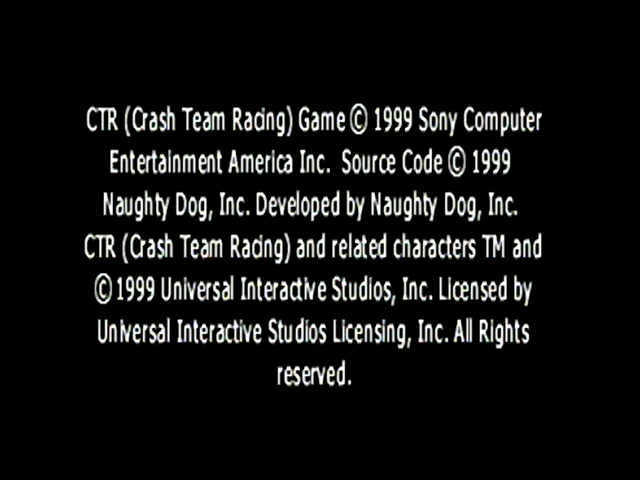 CTR (Crash Team Racing) Game © 1999 Sony Computer
Entertainment America Inc.  Source Code © 1999
Naughty Dog, Inc. Developed by Naughty Dog, Inc.
CTR (Crash Team Racing) and related characters TM and
©1999 Universal Interactive Studios, Inc. Licensed by
Universal Interactive Studios Licensing, Inc. All Rights
reserved.